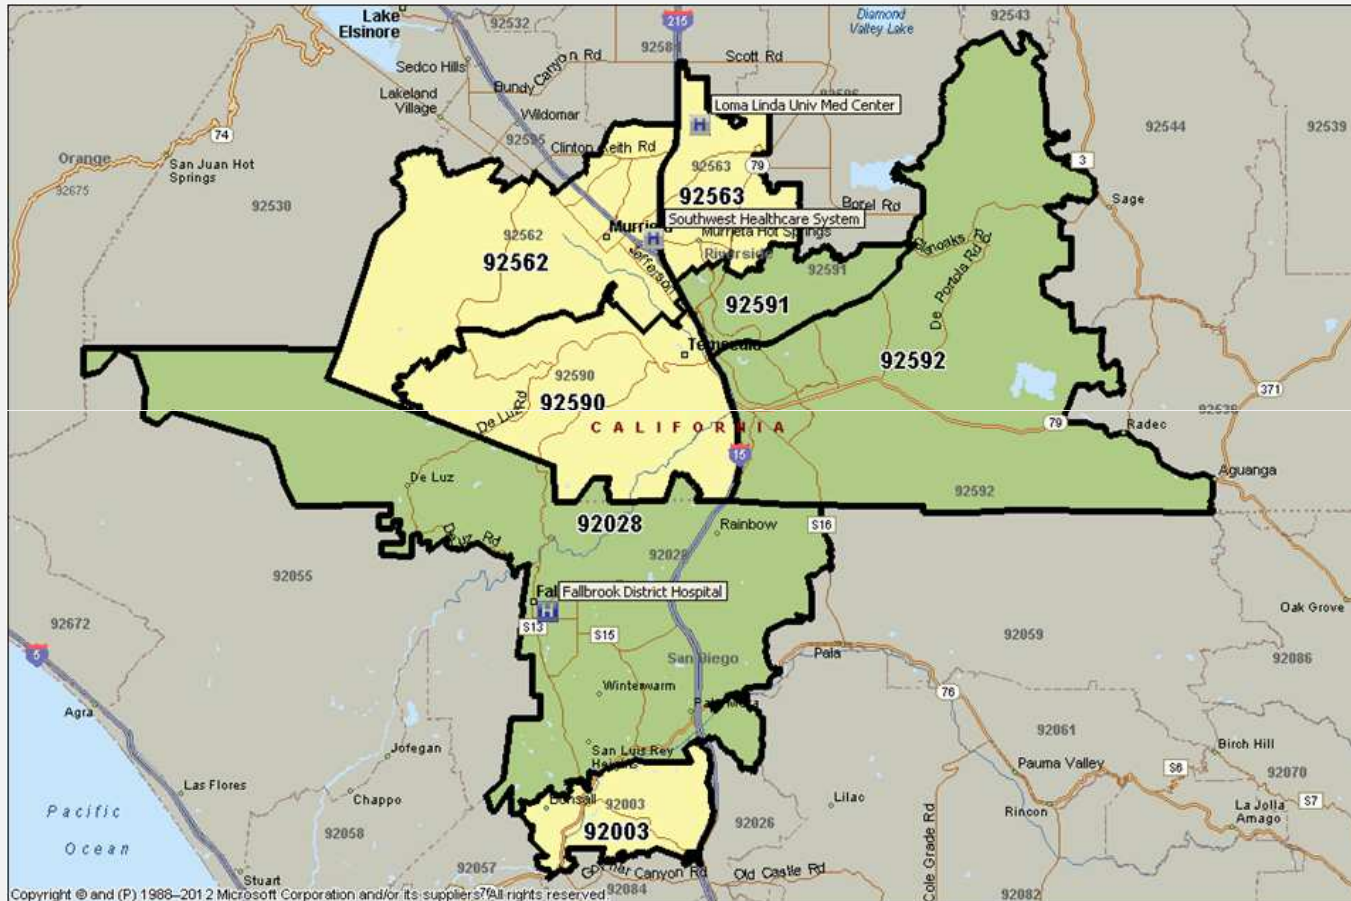 Lake
Elsinore
92532
215
Diamond
Valley Lake
92543
Sedco Hills
Bundy Canyon Rd
Scott Rd
Lakeland
Village
Wildomar
92595
Loma Linda Univ Med Center
H
74
Orange
San Juan Hot
Springs
92675
92530
Clinton Keith Rd
92563
79
92563
92544
92539
3
Sage
Borel Rd
Southwest Healthcare System
H
Murrieta Hot Springs
Riverside
92562
92562
Jefferson
92591
92591
De Portola Rd
92592
92590
92590
De Luz Rd
CALIFORNIA
15
79
Radec
371
Aguanga
92592
De Luz
92028
92028
Rainbow
S16
92055
Fallbrook District Hospital
H
S13
S15
92672
5
92059
Oak Grove
92086
San Diego
Pala
Winterwarm
76
Agra
92061
Jofegan
San Luis Rey
Heights
Birch Hill
Pauma Valley
S6
92070
Las Flores
Chappo
Bonsall
92003
92003
Lilac
92026
Rincon
La Jolla
Amago
S7
Pacific
Ocean
92058
92057
Stuart
Gopher Canyon Rd
92084
Old Castle Rd
Cole Grade Rd
92082
76
Copyright © and (P) 1988–2012 Microsoft Corporation and/or its suppliers. All rights reserved.